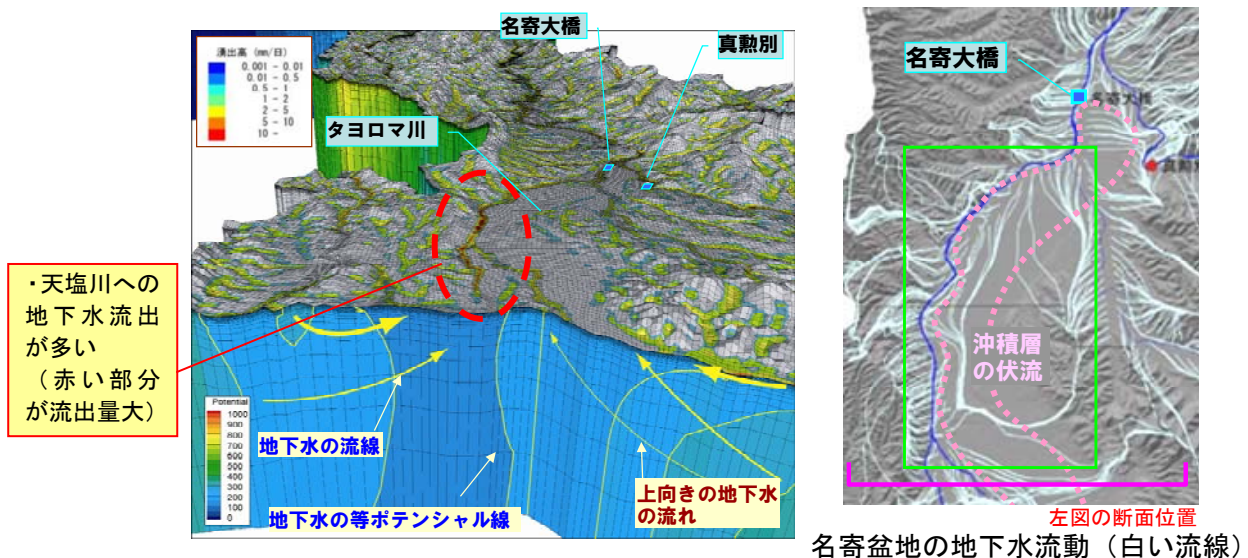 湧出高 (mm/日)
0.001 - 0.01
0.01 - 0.5
0.5 - 1
1 - 2
2 - 5
5 - 10
10 -
名寄大橋
真勲別
タヨロマ川
・天塩川への
地下水流出
が多い
(赤い部分
が流出量大)
Potential
1000
900
800
700
600
500
400
300
200
100
0
地下水の流線
地下水の等ポテンシャル線
上向きの地下水
の流れ
名寄大橋
名寄大橋
沖積層
の伏流
左図の断面位置
名寄盆地の地下水流動(白い流線)